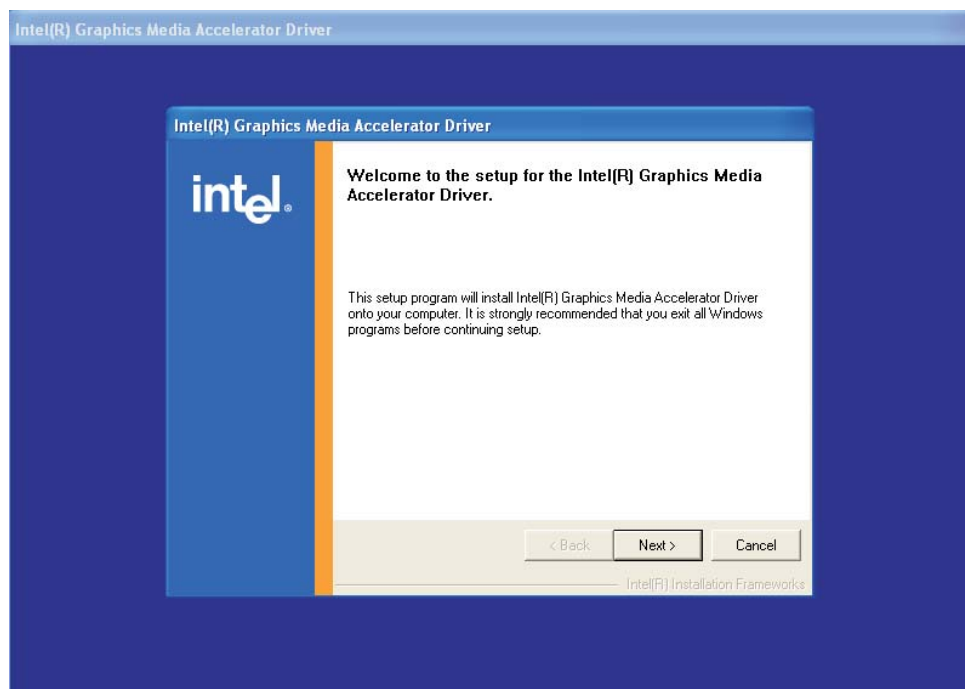 Intel(R) Graphics Media Accelerator Driver
Intel(R) Graphics Media Accelerator Driver
intel®
Welcome to the setup for the Intel(R) Graphics Media
Accelerator Driver.
This setup program will install Intel(R) Graphics Media Accelerator Driver
onto your computer. It is strongly recommended that you exit all Windows
programs before continuing setup.
< Back Next > Cancel
Intel(R) Installation Frameworks